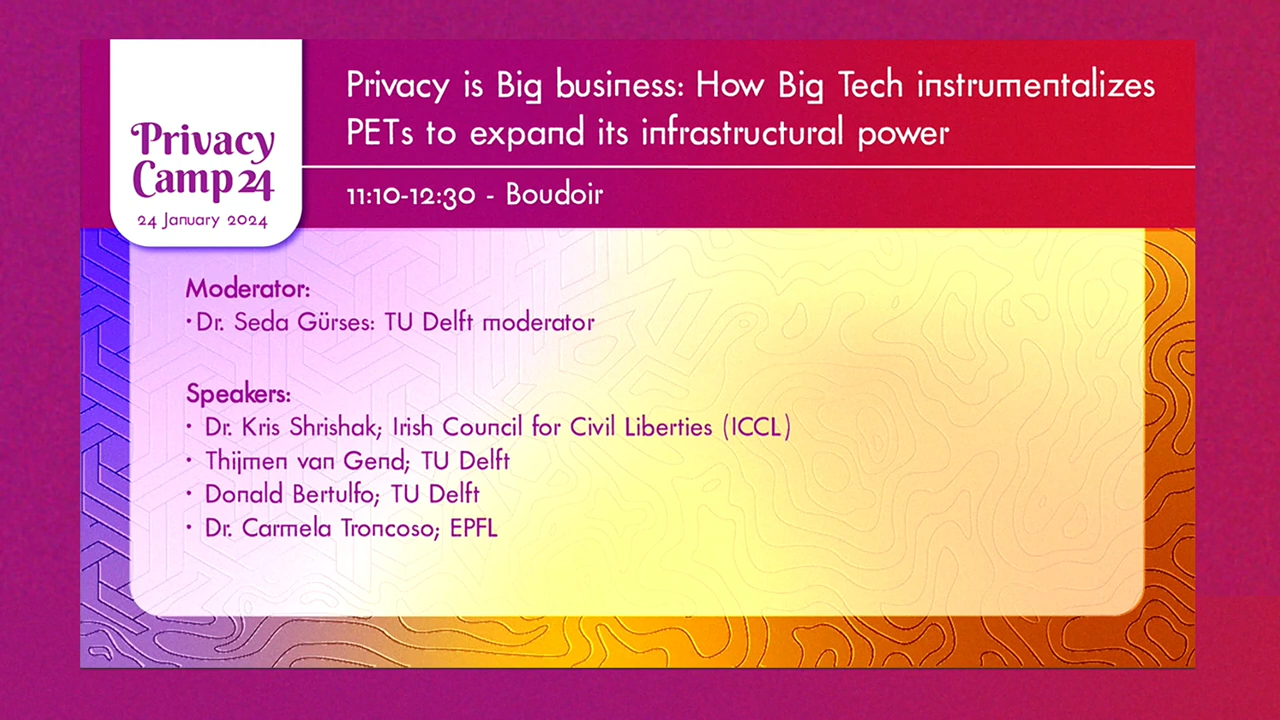 Privacy
Camp 24
24 January 2024
Privacy is Big business: How Big Tech instrumentalizes
PETs to expand its infrastructural power
11:10-12:30 - Boudoir
Moderator:
• Dr. Seda Gürses: TU Delft moderator
Speakers:
• Dr. Kris Shrishak; Irish Council for Civil Liberties (ICCL)
• Thijmen van Gend; TU Delft
• Donald Bertulfo; TU Delft
• Dr. Carmela Troncoso; EPFL